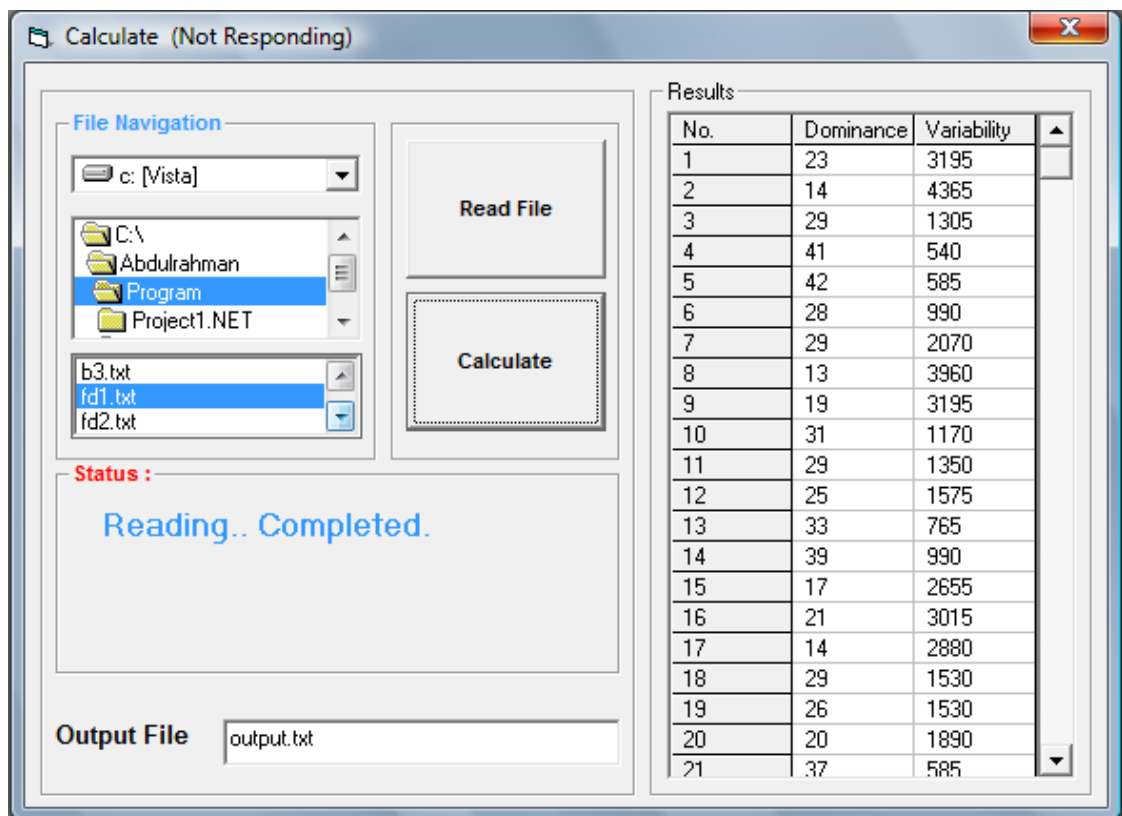 Calculate (Not Responding)
File Navigation
c: [Vista]
C:\
Abdulrahman
Program
Project1.NET
b3.txt
fd1.txt
fd2.txt
Read File
Calculate
Status :
Reading.. Completed.
Output File output.txt
Results
No. Dominance Variability
1 23 3195
2 14 4365
3 29 1305
4 41 540
5 42 585
6 28 990
7 29 2070
8 13 3960
9 19 3195
10 31 1170
11 29 1350
12 25 1575
13 33 765
14 39 990
15 17 2655
16 21 3015
17 14 2880
18 29 1530
19 26 1530
20 20 1890
21 37 585